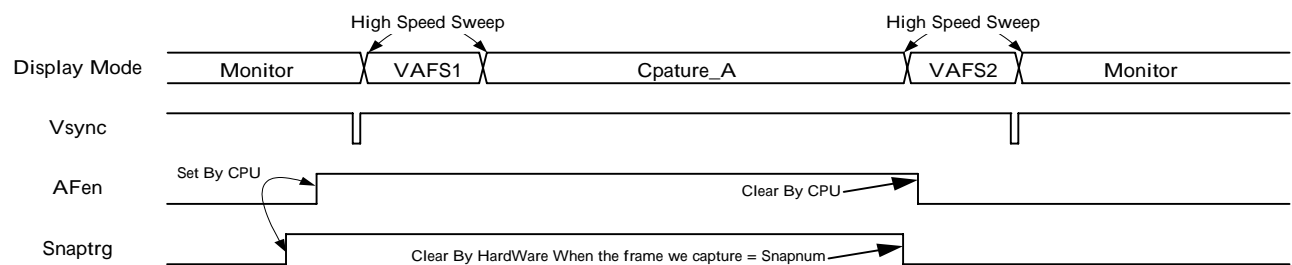 High Speed Sweep
High Speed Sweep
Display Mode
Monitor
VAFS1
Cpature_A
VAFS2
Monitor
Vsync
AFen
Set By CPU
Clear By CPU
Snaptrg
Clear By HardWare When the frame we capture = Snapnum